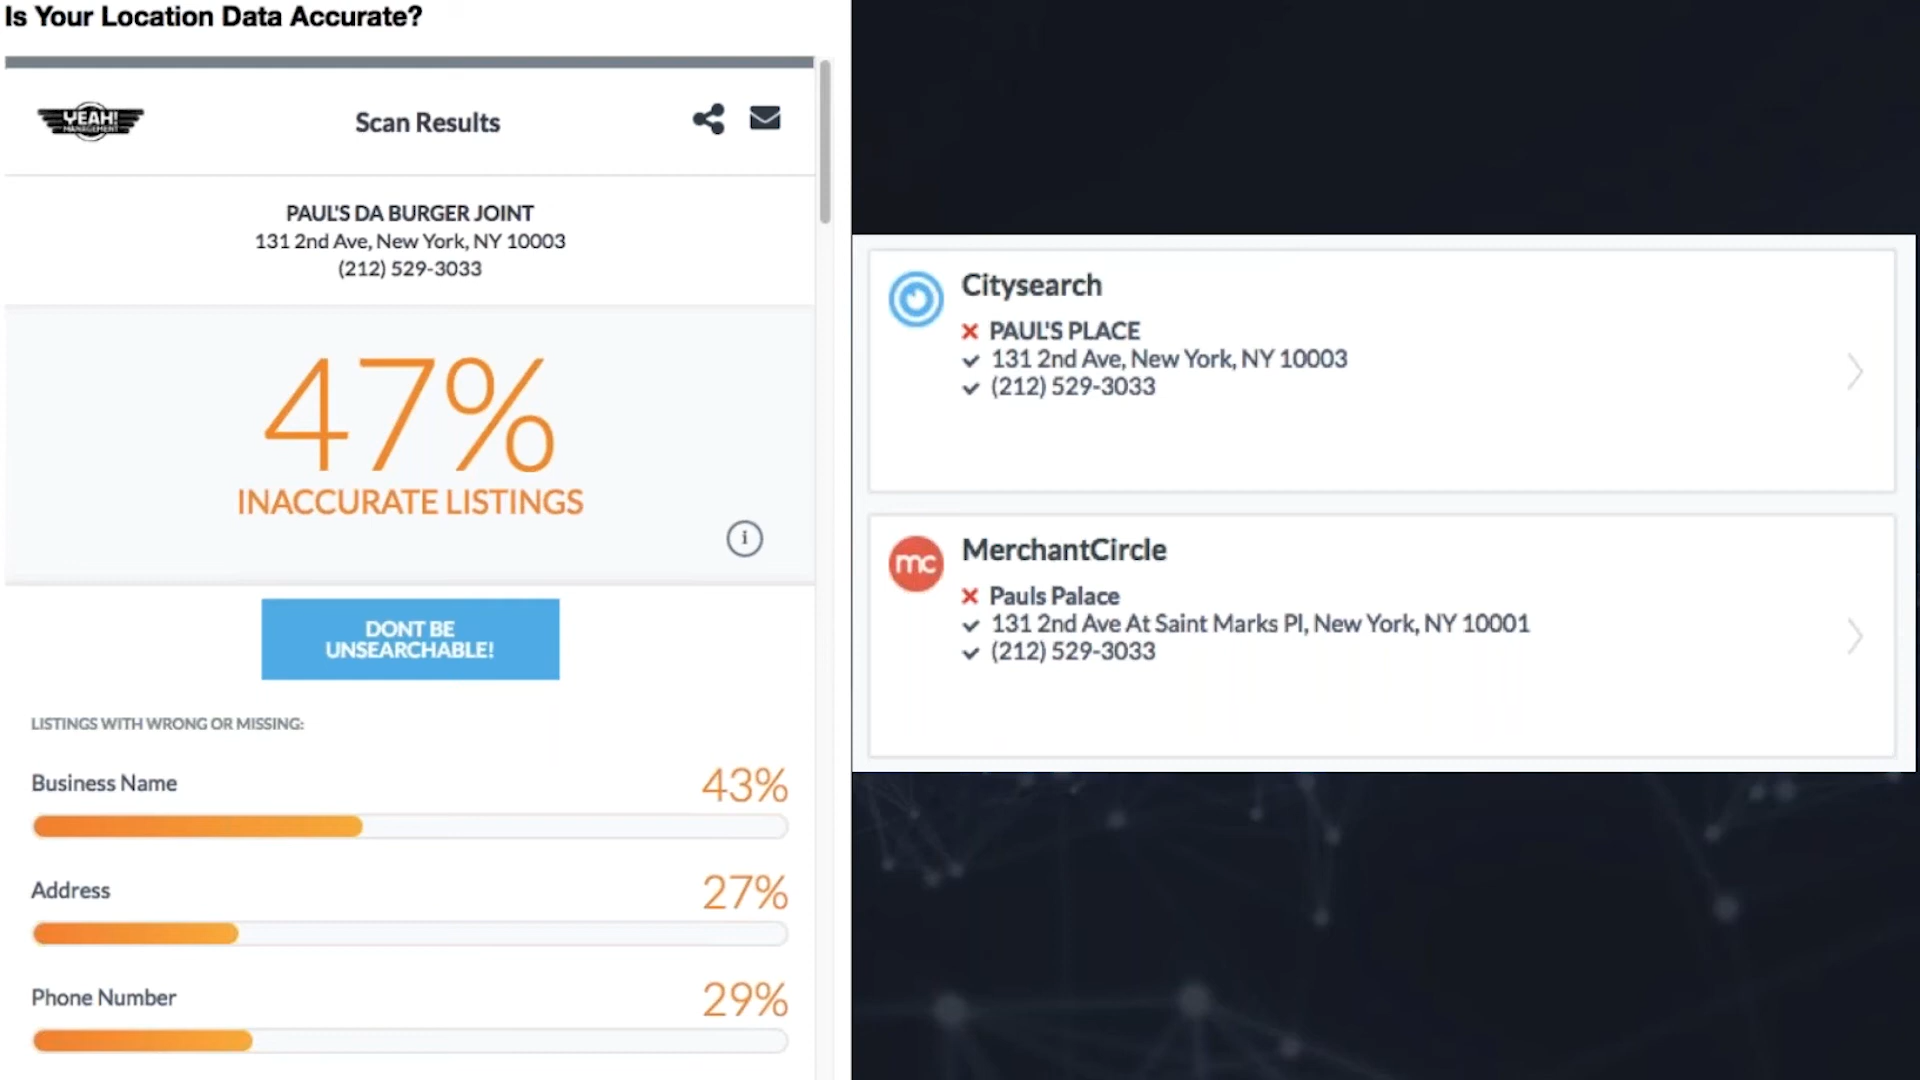 Is Your Location Data Accurate?
YEAH!
MANAGEMENT
Scan Results
PAUL'S DA BURGER JOINT
131 2nd Ave, New York, NY 10003
(212) 529-3033
47%
INACCURATE LISTINGS
i
DONT BE
UNSEARCHABLE!
LISTINGS WITH WRONG OR MISSING:
Business Name 43%
Address 27%
Phone Number 29%
Citysearch
PAUL'S PLACE
131 2nd Ave, New York, NY 10003
(212) 529-3033
mc
MerchantCircle
Pauls Palace
131 2nd Ave At Saint Marks Pl, New York, NY 10001
(212) 529-3033